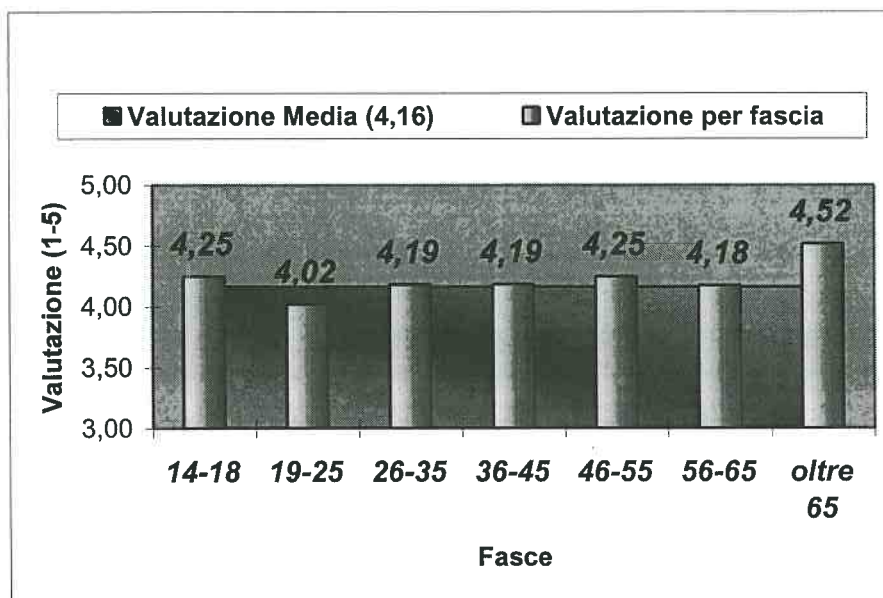 Valutazione Media (4,16) Valutazione per fascia
Valutazione (1-5)
5,00
4,50
4,00
3,50
3,00
4,25 4,02 4,19 4,19 4,25 4,18 4,52
14-18 19-25 26-35 36-45 46-55 56-65 oltre
65
Fasce